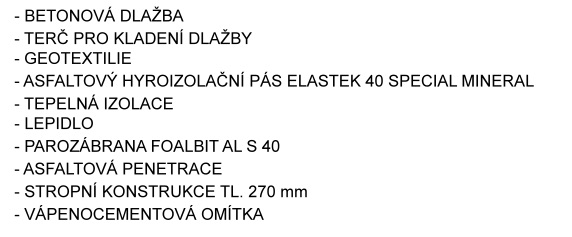 - BETONOVÁ DLAŽBA
- TERČ PRO KLADENÍ DLAŽBY
- GEOTEXTILIE
- ASFALTOVÝ HYROIZOLAČNÍ PÁS ELASTEK 40 SPECIAL MINERAL
- TEPELNÁ IZOLACE
- LEPIDLO
- PAROZÁBRANA FOALBIT AL S 40
- ASFALTOVÁ PENETRACE
- STROPNÍ KONSTRUKCE TL. 270 mm
- VÁPENOCEMENTOVÁ OMÍTKA